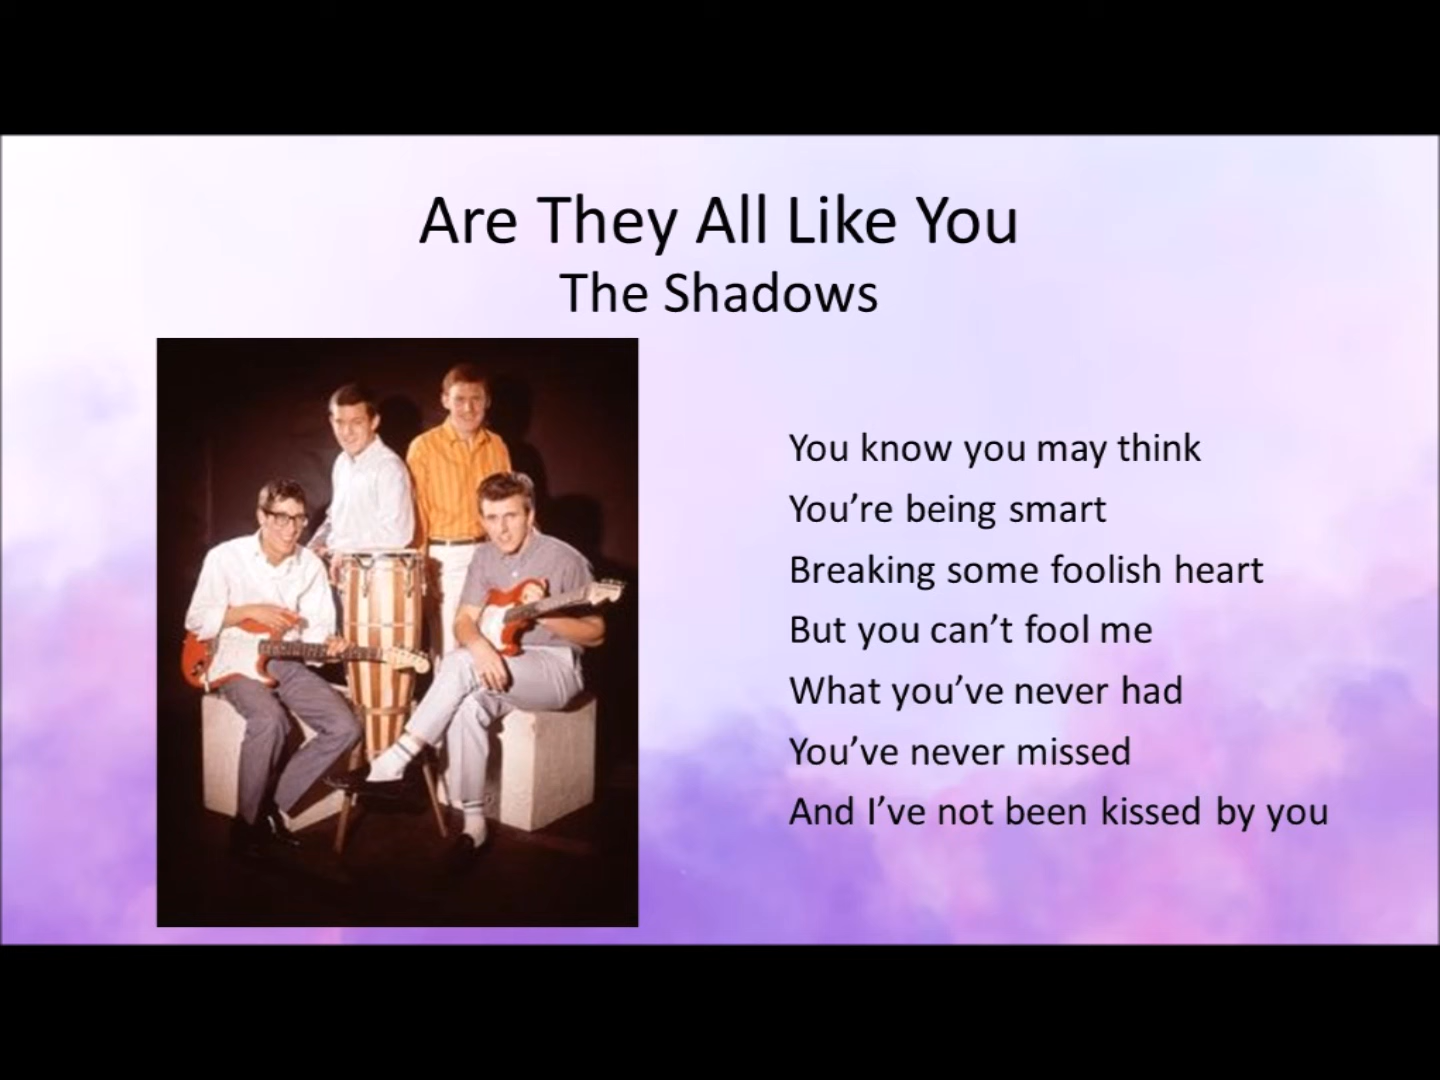 Are They All Like You
The Shadows
You know you may think
You’re being smart
Breaking some foolish heart
But you can’t fool me
What you’ve never had
You’ve never missed
And I’ve not been kissed by you